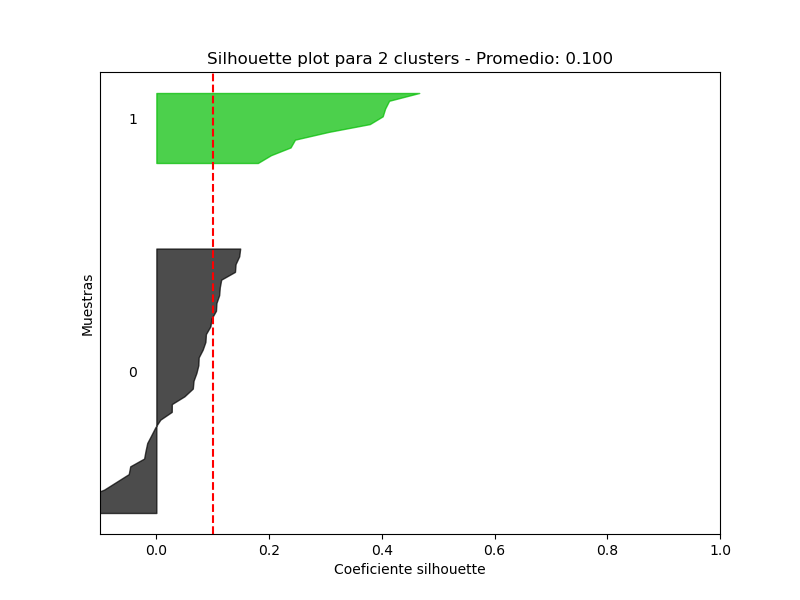 Silhouette plot para 2 clusters - Promedio: 0.100
1
0
Muestras
0.0 0.2 0.4 0.6 0.8 1.0
Coeficiente silhouette